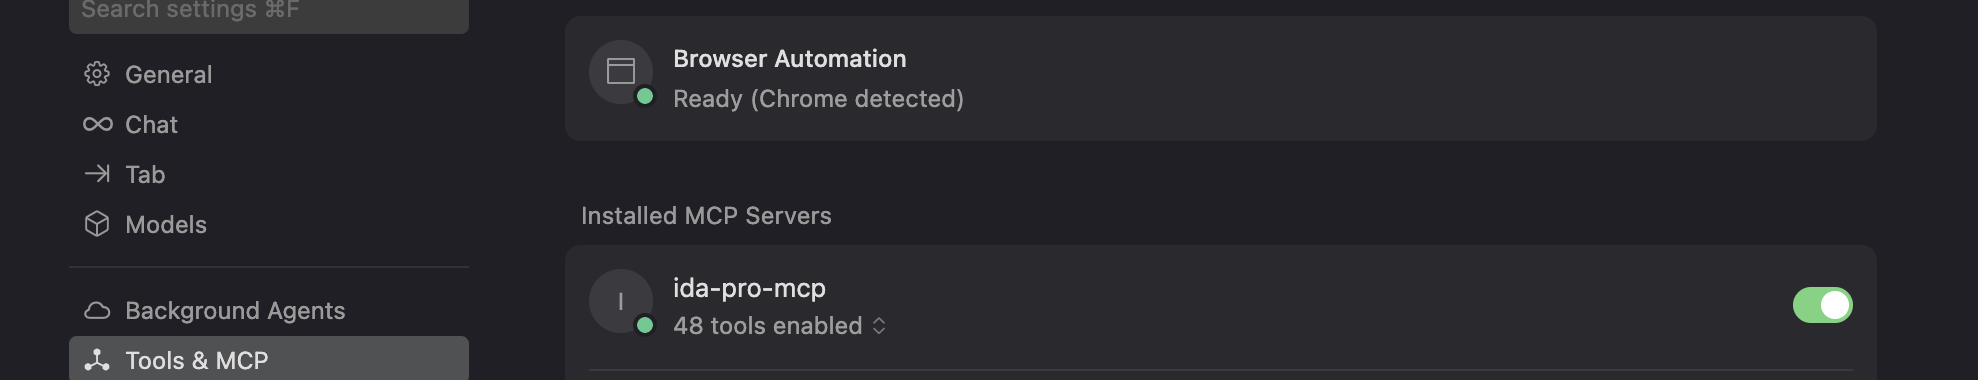 Search settings ⌘F
General
Chat
Tab
Models
Background Agents
Tools & MCP
Browser Automation
Ready (Chrome detected)
Installed MCP Servers
I
ida-pro-mcp
48 tools enabled